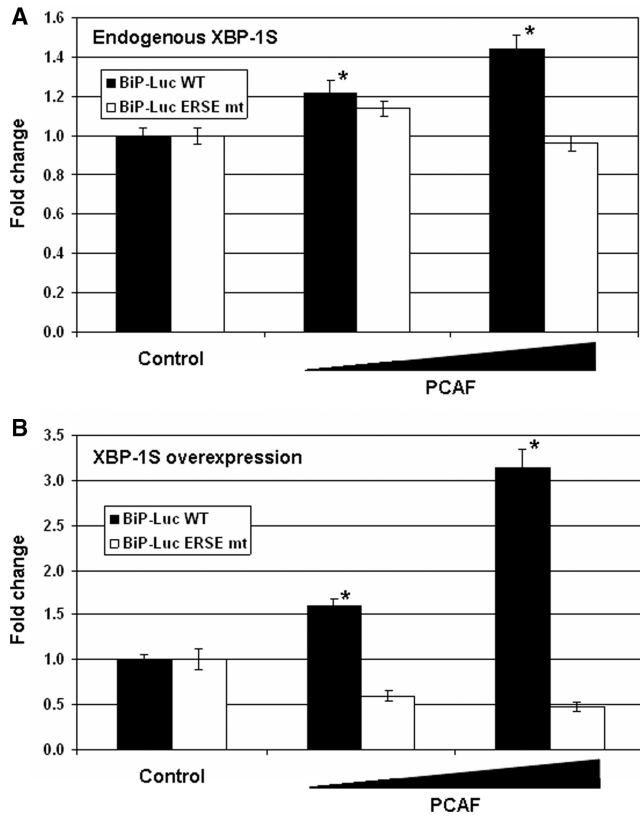 A
Endogenous XBP-1S
BiP-Luc WT
BiP-Luc ERSE mt
Fold change
1.6
1.4
1.2
1.0
0.8
0.6
0.4
0.2
0.0
*
*
Control
PCAF
B
XBP-1S overexpression
BiP-Luc WT
BiP-Luc ERSE mt
Fold change
3.5
3.0
2.5
2.0
1.5
1.0
0.5
0.0
*
*
Control
PCAF